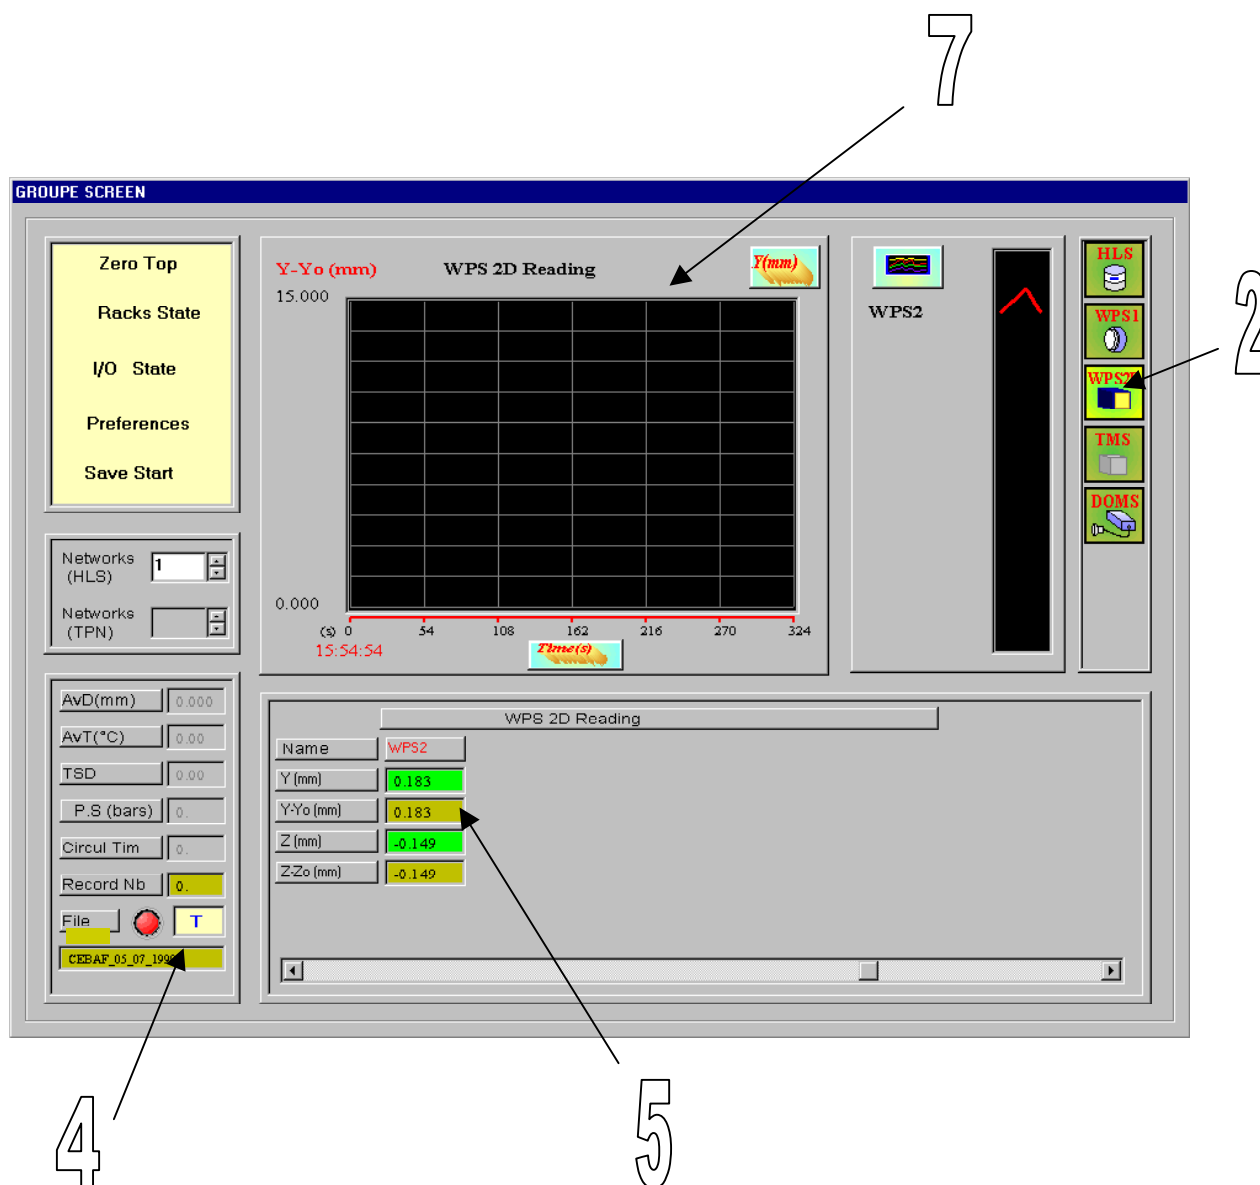 7
GROUPE SCREEN
Zero Top
Racks State
I/O State
Preferences
Save Start
Networks
(HLS)
1
Networks
(TPN)
AvD(mm) 0.000
AvT(°C) 0.00
TSD 0.00
P.S (bars) 0.
Circul Tim 0.
Record Nb 0.
File T
CEBAF_05_07_199
Y-Yo (mm) WPS 2D Reading Y(mm)
15.000
0.000
(s) 0 54 108 162 216 270 324
15:54:54
Time(s)
WPS2
HLS
WPS1
WPS2D
TMS
DOMS
2
WPS 2D Reading
Name WPS2
Y (mm) 0.183
Y-Yo (mm) 0.183
Z (mm) -0.149
Z-Zo (mm) -0.149
4
5